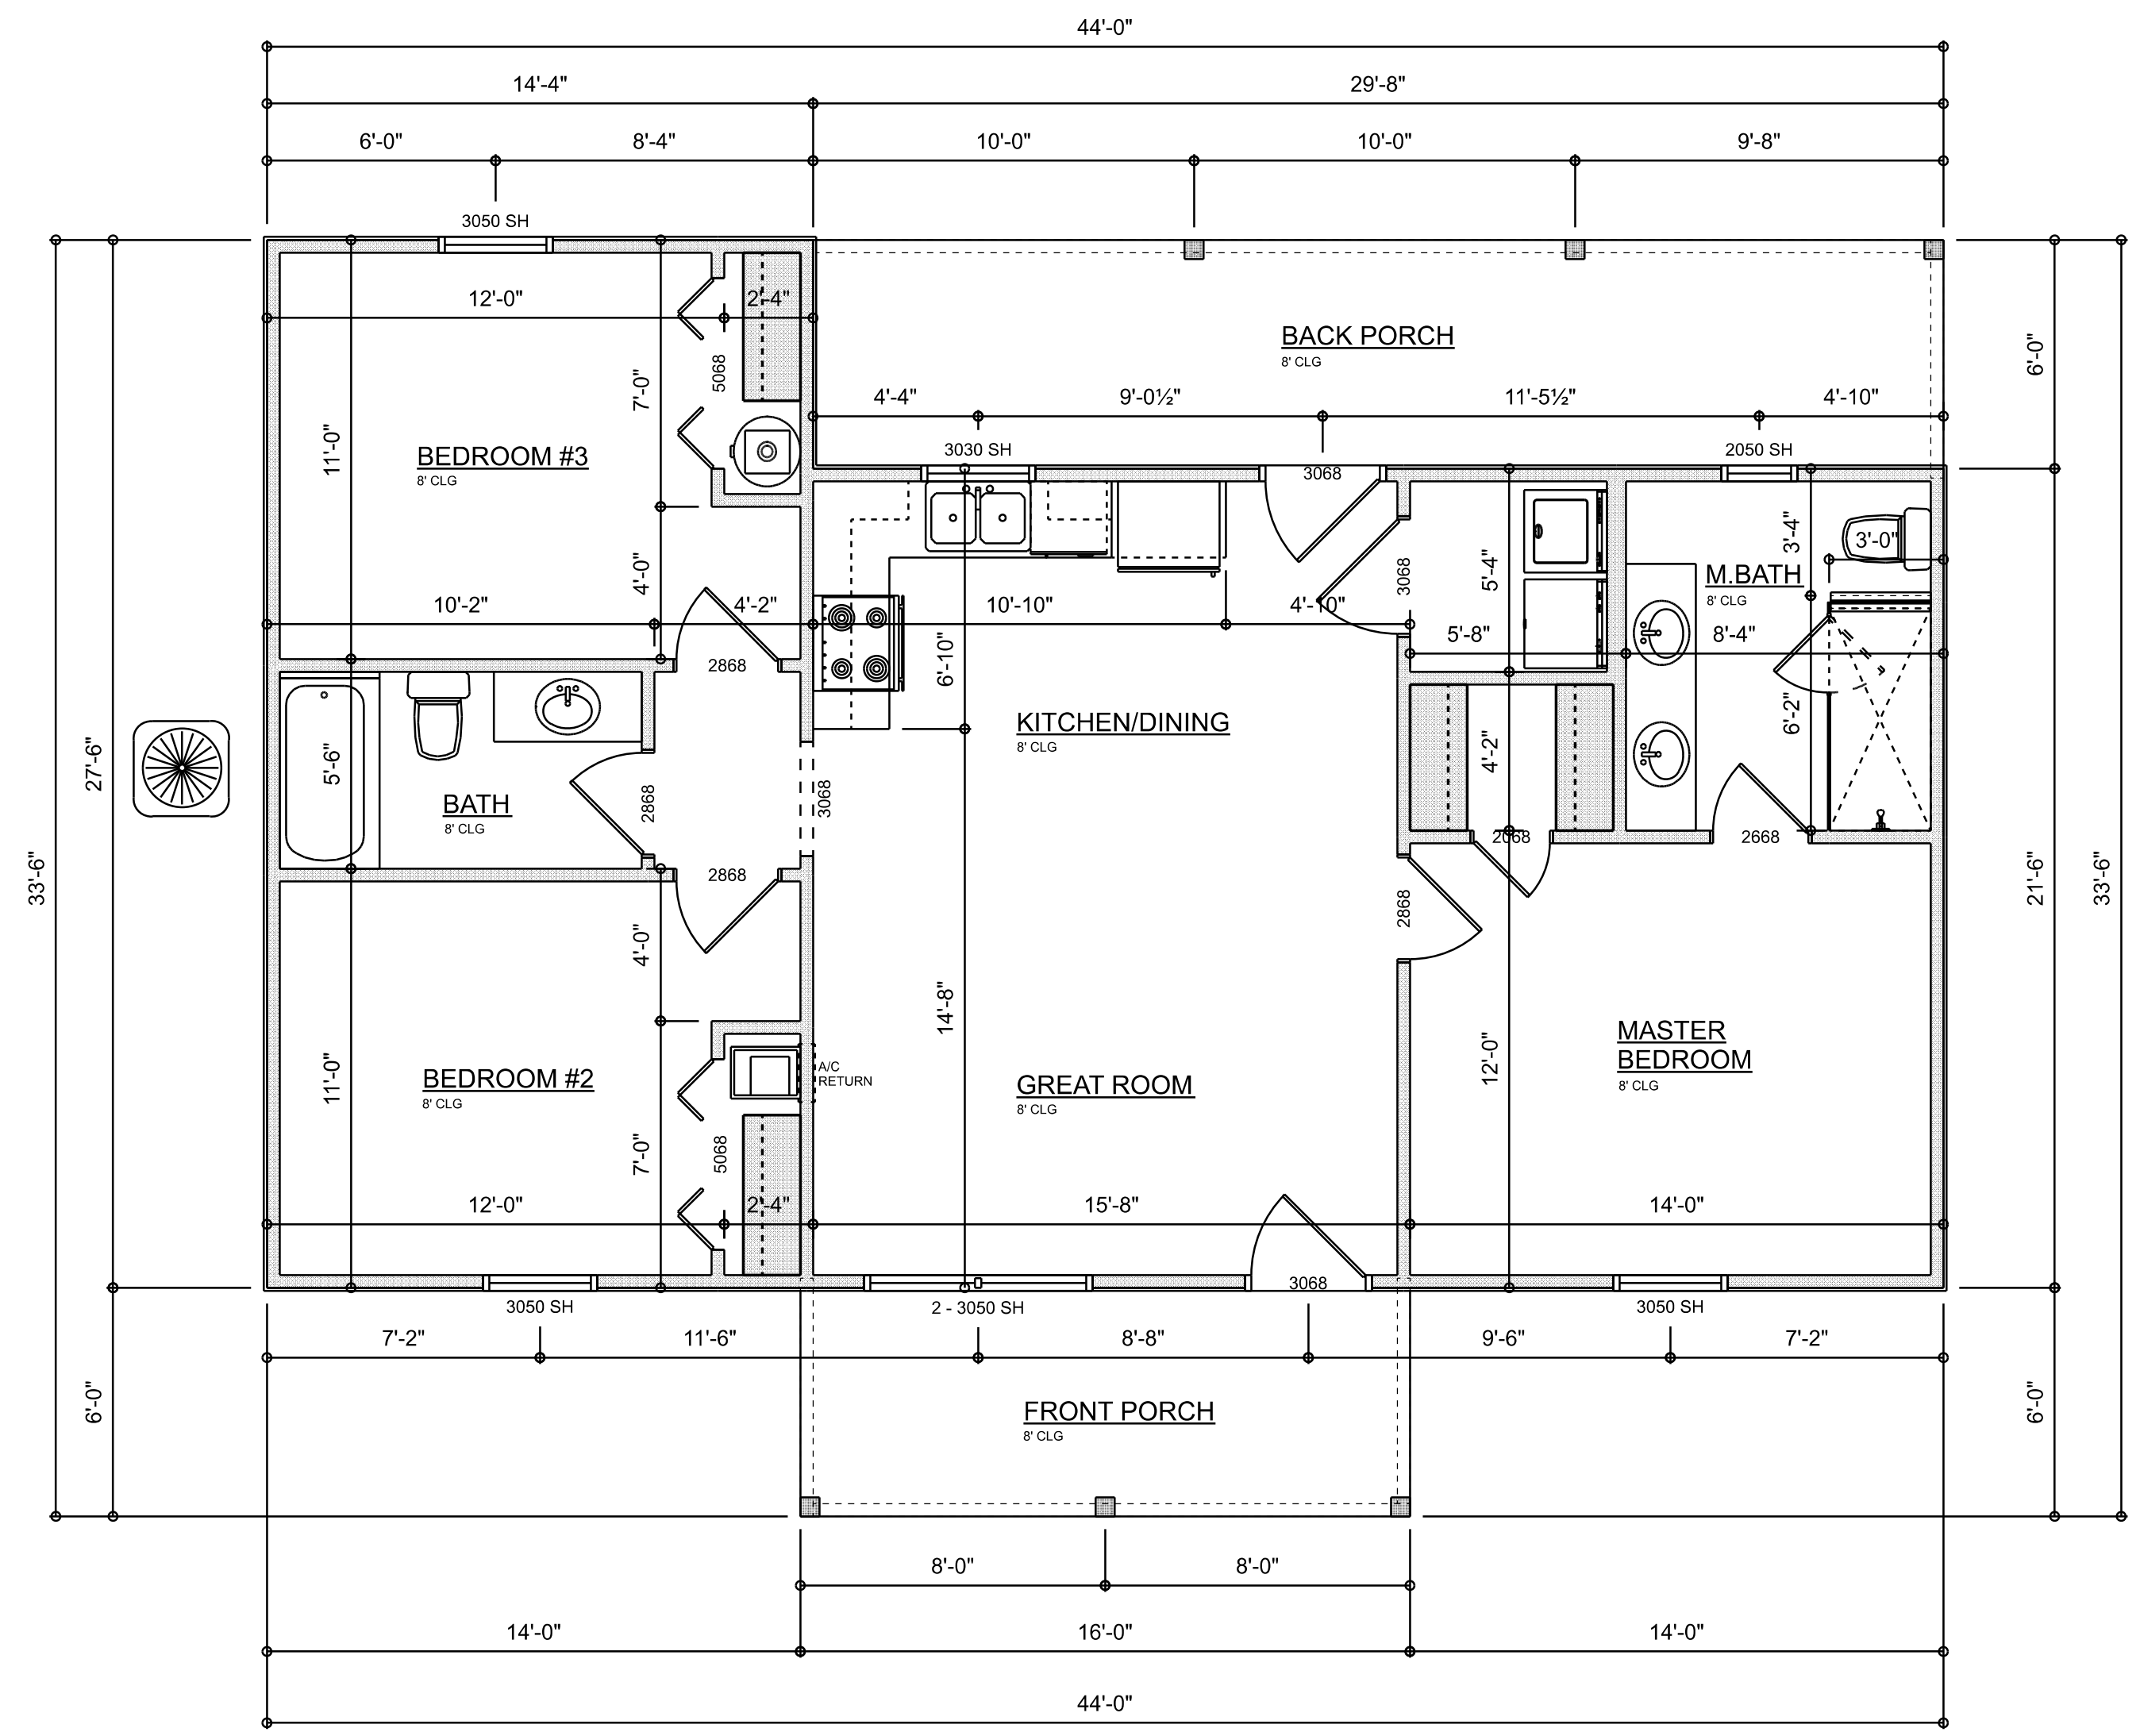 44'-0"
14'-4" 29'-8"
6'-0" 8'-4" 10'-0" 10'-0" 9'-8"
3050 SH
12'-0" 2'-4"
BACK PORCH
8' CLG
6'-0"
5068
7'-0"
4'-4" 9'-0½" 11'-5½" 4'-10"
11'-0"
BEDROOM #3
8' CLG
3030 SH
3068
2050 SH
4'-0"
10'-2" 4'-2"
10'-10" 4'-10"
3068
5'-4"
3'-4"
3'-0"
M.BATH
8' CLG
5'-8" 8'-4"
2868
6'-10"
6'-2"
KITCHEN/DINING
8' CLG
4'-2"
27'-6"
5'-6"
BATH
8' CLG
2868
3068
2668
2668
33'-6"
2868
2868
21'-6"
33'-6"
4'-0"
14'-8"
12'-0"
MASTER
BEDROOM
8' CLG
11'-0"
BEDROOM #2
8' CLG
A/C
RETURN
GREAT ROOM
8' CLG
5068
7'-0"
12'-0" 2'-4" 15'-8" 14'-0"
3068
3050 SH
2 - 3050 SH
3050 SH
7'-2" 11'-6" 8'-8" 9'-6" 7'-2"
6'-0"
FRONT PORCH
8' CLG
6'-0"
8'-0" 8'-0"
14'-0" 16'-0" 14'-0"
44'-0"